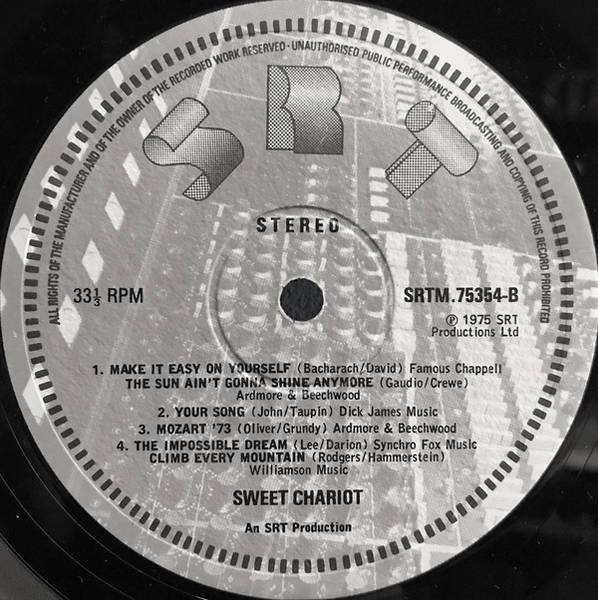 ALL RIGHTS OF THE MANUFACTURER AND OF THE OWNER OF THE RECORDED WORK RESERVED · UNAUTHORISED PUBLIC PERFORMANCE BROADCASTING AND COPYING OF THIS RECORD PROHIBITED
SRT
STEREO
33⅓ RPM
SRTM.75354-B
℗ 1975 SRT
Productions Ltd
1. MAKE IT EASY ON YOURSELF (Bacharach/David) Famous Chappell
THE SUN AIN'T GONNA SHINE ANYMORE (Gaudio/Crewe)
Ardmore & Beechwood
2. YOUR SONG (John/Taupin) Dick James Music
3. MOZART '73 (Oliver/Grundy) Ardmore & Beechwood
4. THE IMPOSSIBLE DREAM (Lee/Darion) Synchro Fox Music
CLIMB EVERY MOUNTAIN (Rodgers/Hammerstein)
Williamson Music
SWEET CHARIOT
An SRT Production